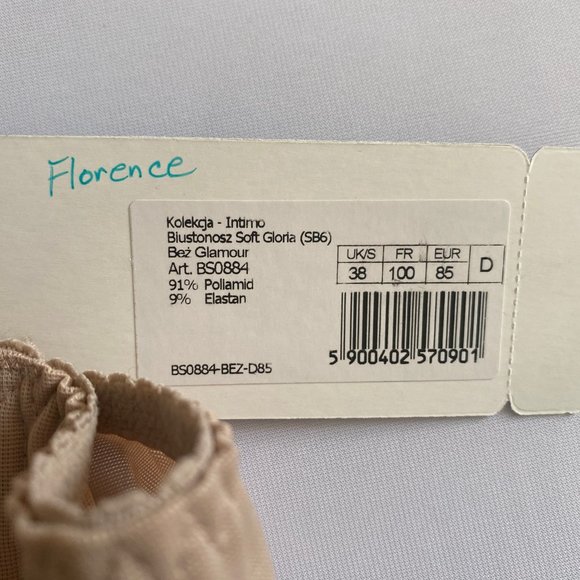 Florence
Kolekcja - Intimo
Biustonosz Soft Gloria (SB6)
Beż Glamour
Art. BS0884
91% Poliamid
9% Elastan
UK/S FR EUR D
38 100 85
5 900402 570901
BS0884-BEZ-D85